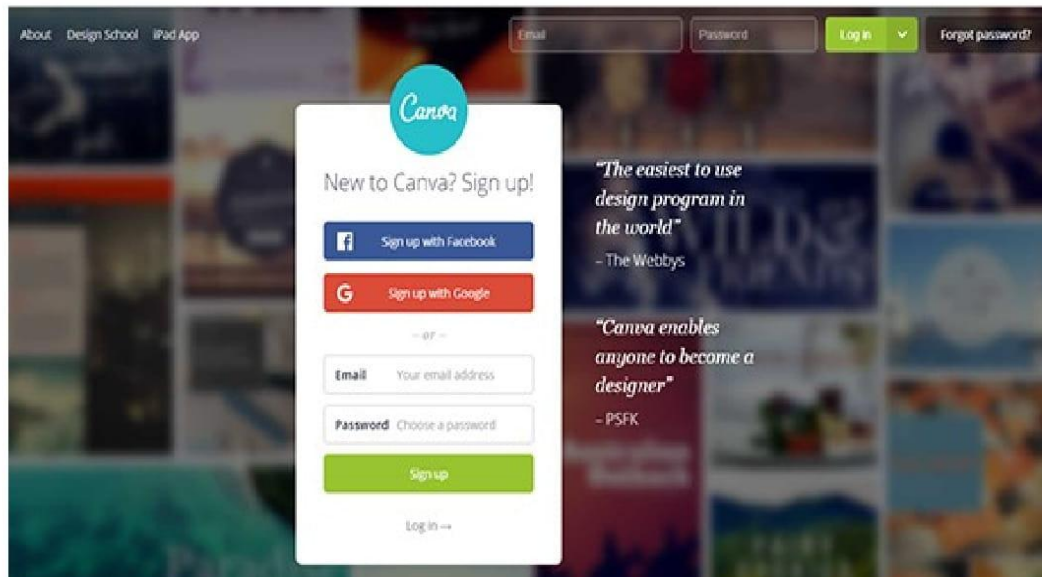 About Design School iPad App Email Password Log in Forgot password?
Canva
New to Canva? Sign up!
Sign up with Facebook
G Sign up with Google
– or –
Email Your email address
Password Choose a password
Sign up
Log in →
“The easiest to use
design program in
the world”
– The Webbys
“Canva enables
anyone to become a
designer”
– PSFK
WILD &